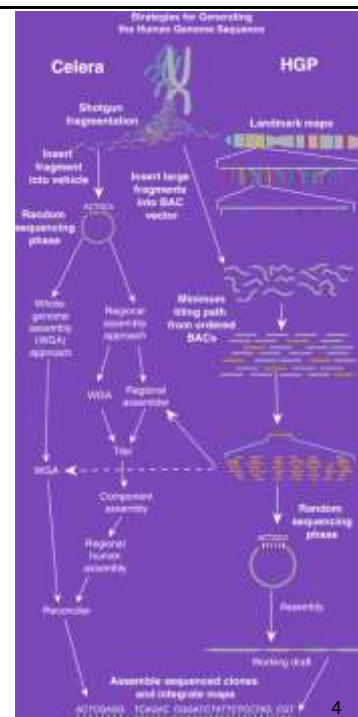 Strategies for Generating
the Human Genome Sequence
Celera
HGP
Shotgun
fragmentation
Landmark maps
Insert
fragment
into vehicle
Insert large
fragments
into BAC
vector
Random
sequencing
phase
Whole-
genome
assembly
(WGA)
approach
Regional
assembly
approach
Minimum
tiling path
from ordered
BACs
WGA
Regional
assembler
Tiler
WGA
Component
assembly
Random
sequencing
phase
Regional
human
assembly
Reconciler
Assembly
Working draft
Assemble sequenced clones
and integrate maps
4